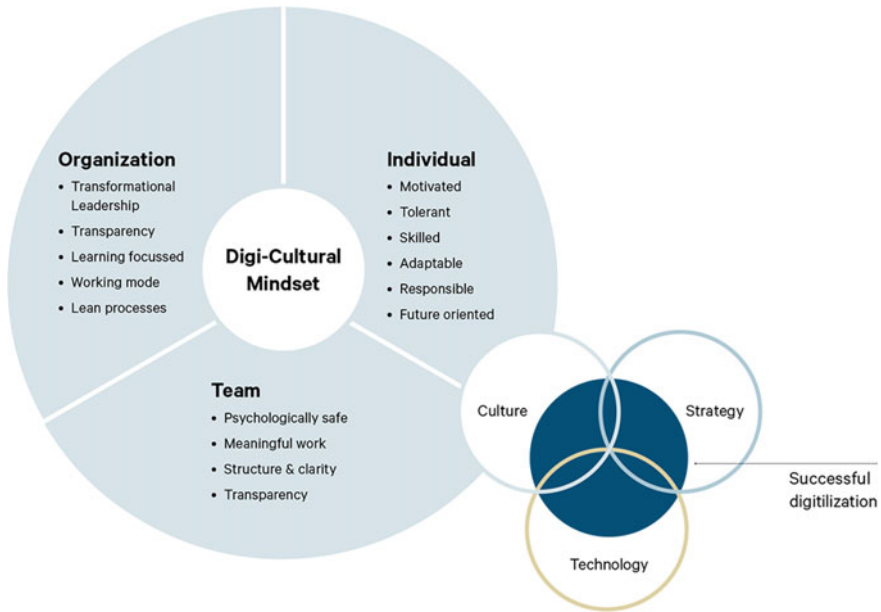 Organization
• Transformational
Leadership
• Transparency
• Learning focussed
• Working mode
• Lean processes
Individual
• Motivated
• Tolerant
• Skilled
• Adaptable
• Responsible
• Future oriented
Digi-Cultural
Mindset
Team
• Psychologically safe
• Meaningful work
• Structure & clarity
• Transparency
Culture
Strategy
Technology
Successful
digitilization